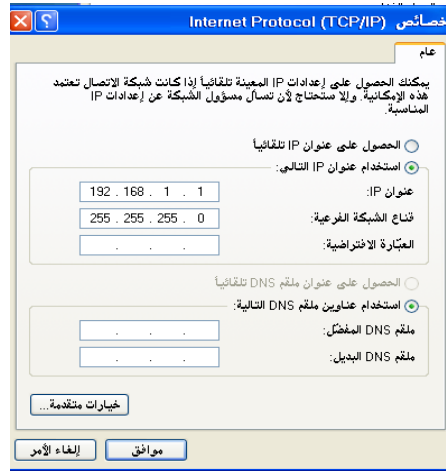 خصائص Internet Protocol (TCP/IP)
عام
يمكنك الحصول على إعدادات IP المعينة تلقائياً إذا كانت شبكة الاتصال تعتمد
هذه الإمكانية. وإلا ستحتاج لأن تسأل مسؤول الشبكة عن إعدادات IP
المناسبة.
الحصول على عنوان IP تلقائياً
استخدام عنوان IP التالي:
عنوان IP: 192 . 168 . 1 . 1
قناع الشبكة الفرعية: 255 . 255 . 255 . 0
العبّارة الافتراضية: . . .
الحصول على عنوان ملقم DNS تلقائياً
استخدام عناوين ملقم DNS التالية:
ملقم DNS المفضّل: . . .
ملقم DNS البديل: . . .
خيارات متقدمة...
موافق إلغاء الأمر